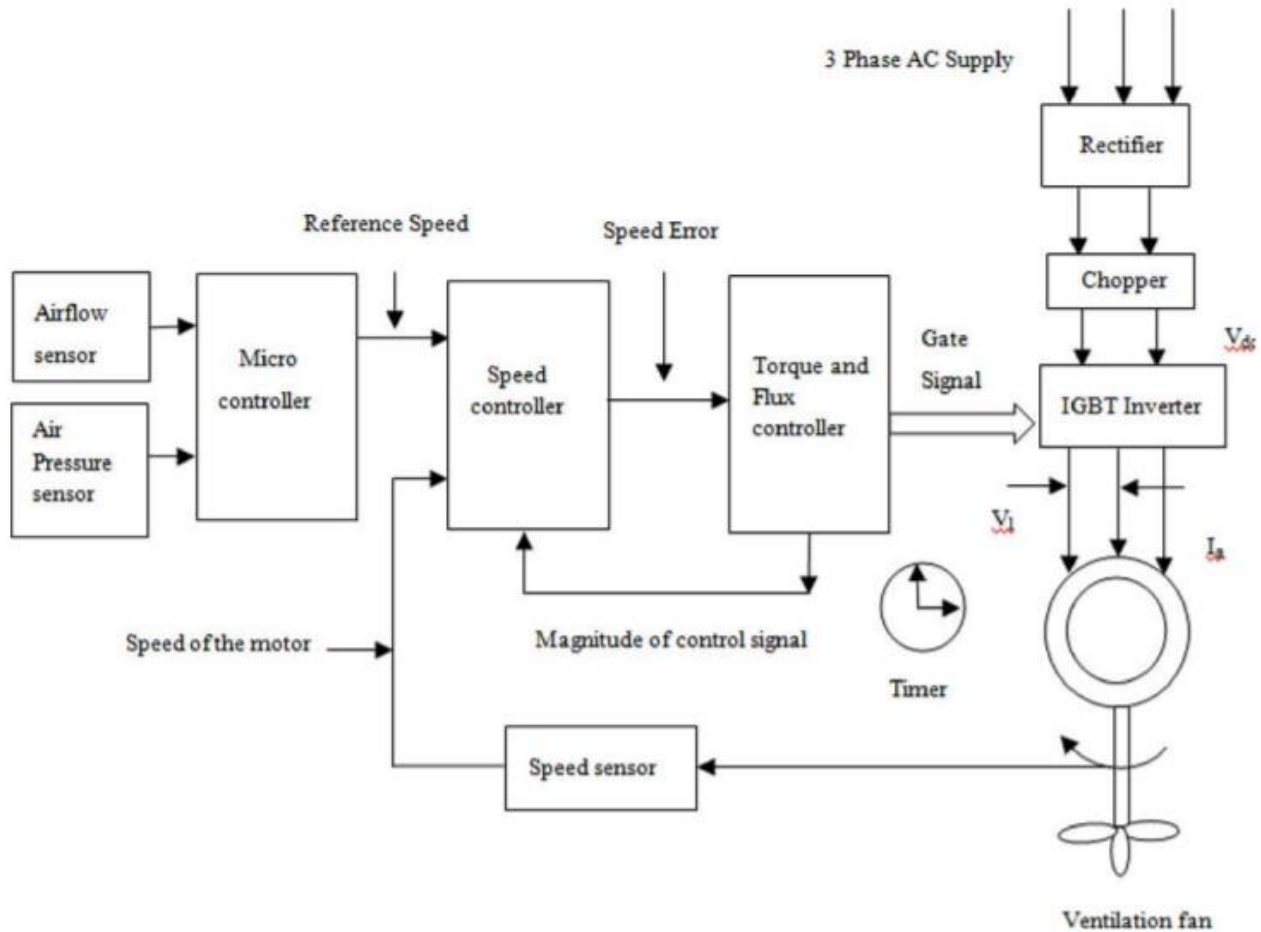 3 Phase AC Supply
Rectifier
Reference Speed
Speed Error
Chopper
Airflow
sensor
Micro
controller
Speed
controller
Torque and
Flux
controller
Gate
Signal
Vdc
IGBT Inverter
Air
Pressure
sensor
V1
Ia
Speed of the motor
Magnitude of control signal
Timer
Speed sensor
Ventilation fan